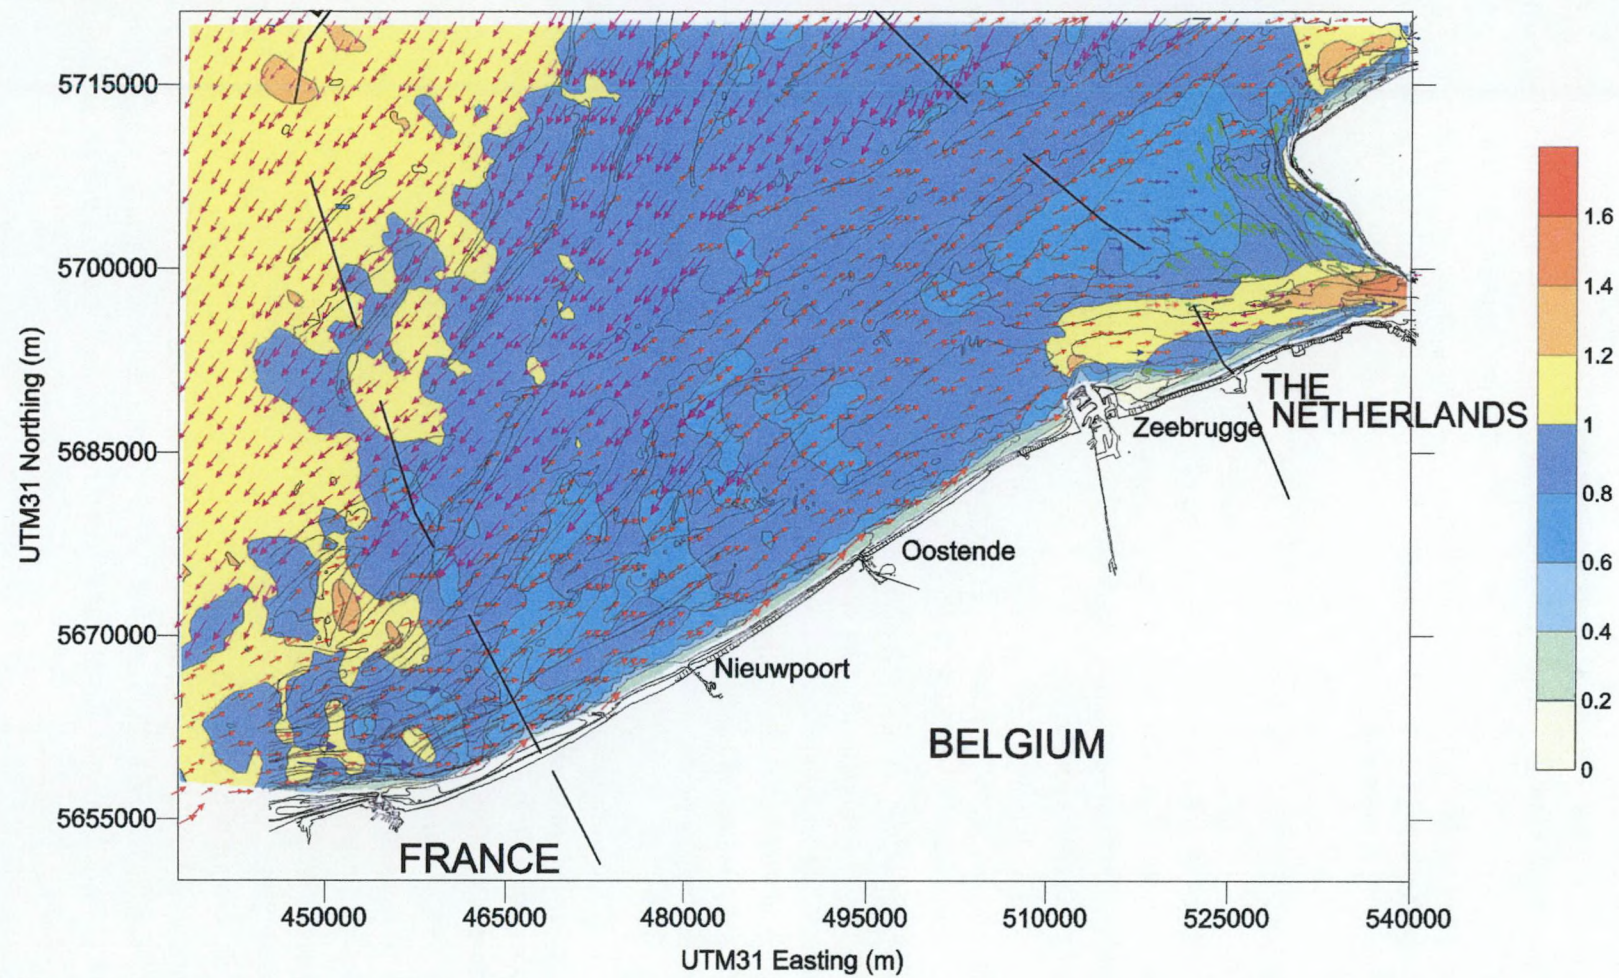 5715000
5700000
5685000
5670000
5655000
UTM31 Northing (m)
450000
465000
480000
495000
510000
525000
540000
UTM31 Easting (m)
THE
NETHERLANDS
Zeebrugge
Oostende
Nieuwpoort
BELGIUM
FRANCE
1.6
1.4
1.2
1
0.8
0.6
0.4
0.2
0